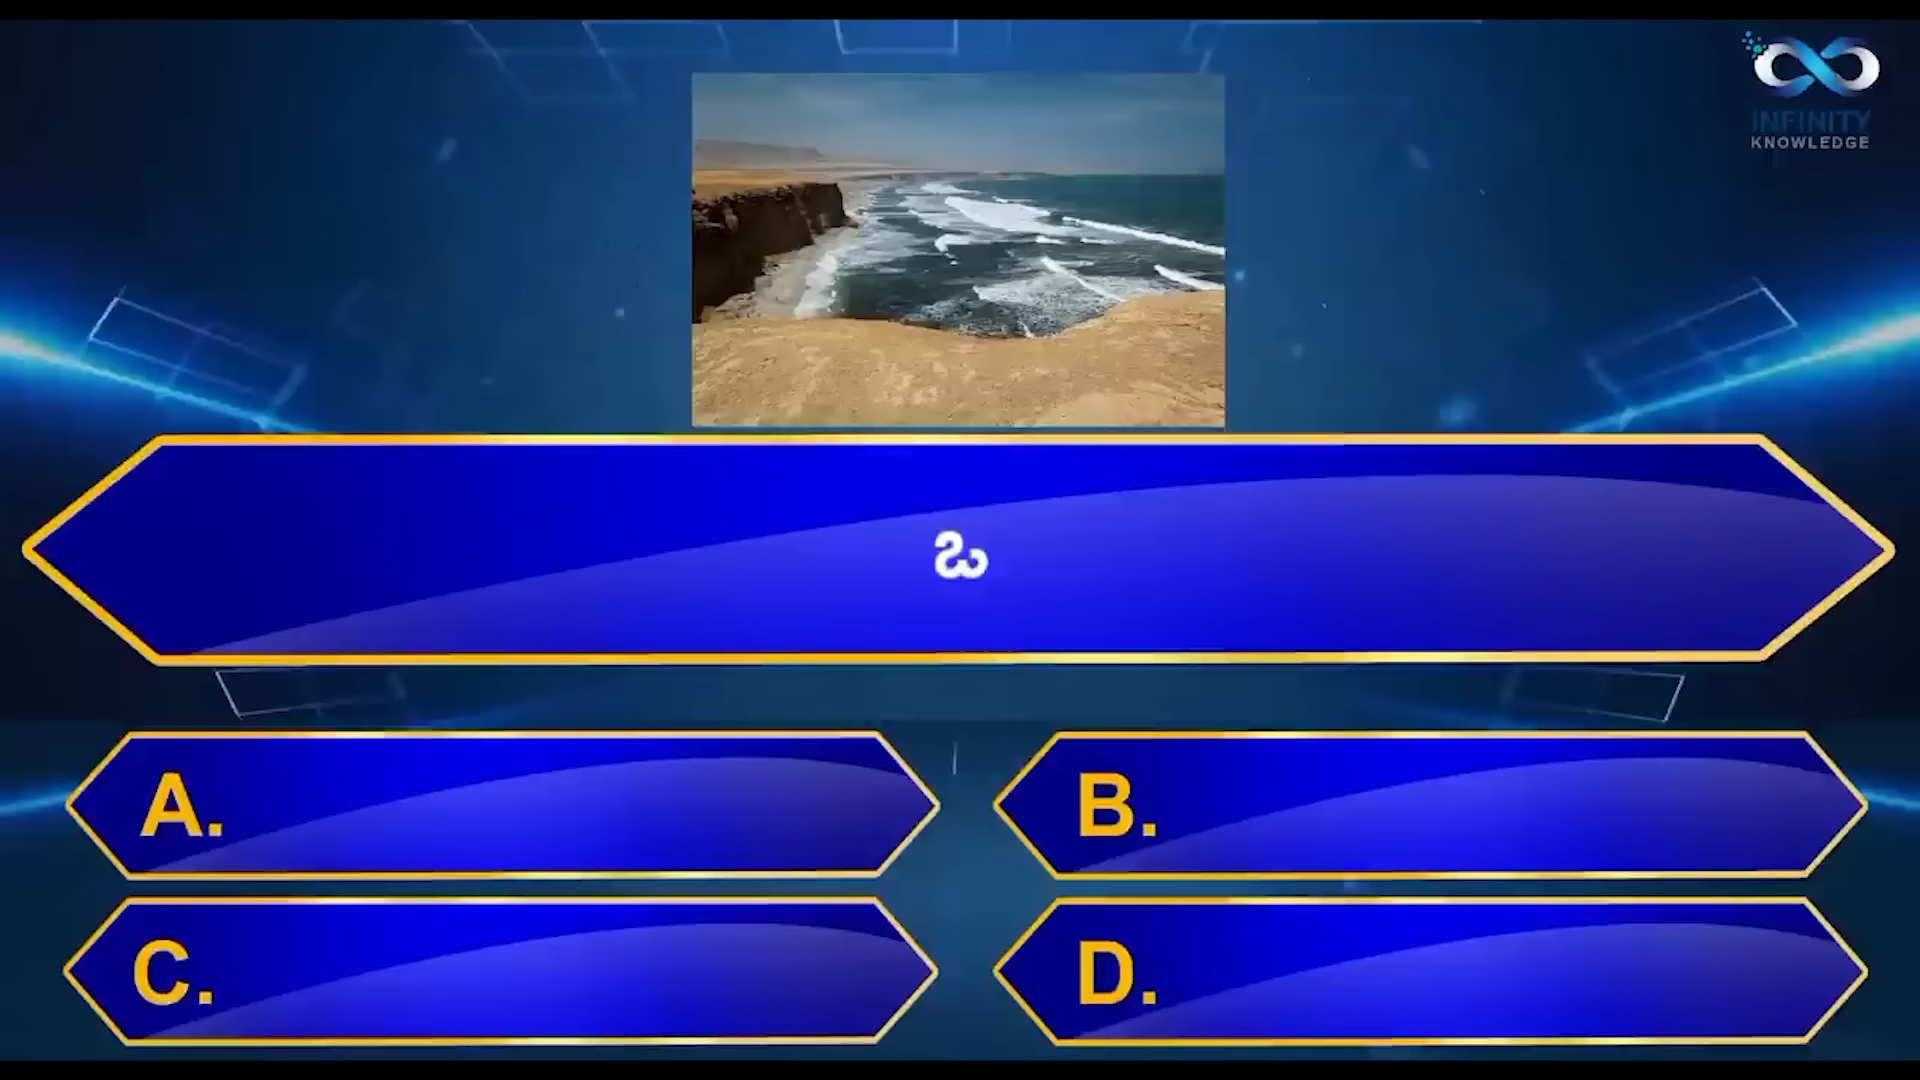 INFINITY
KNOWLEDGE
ఒ
A.
B.
C.
D.